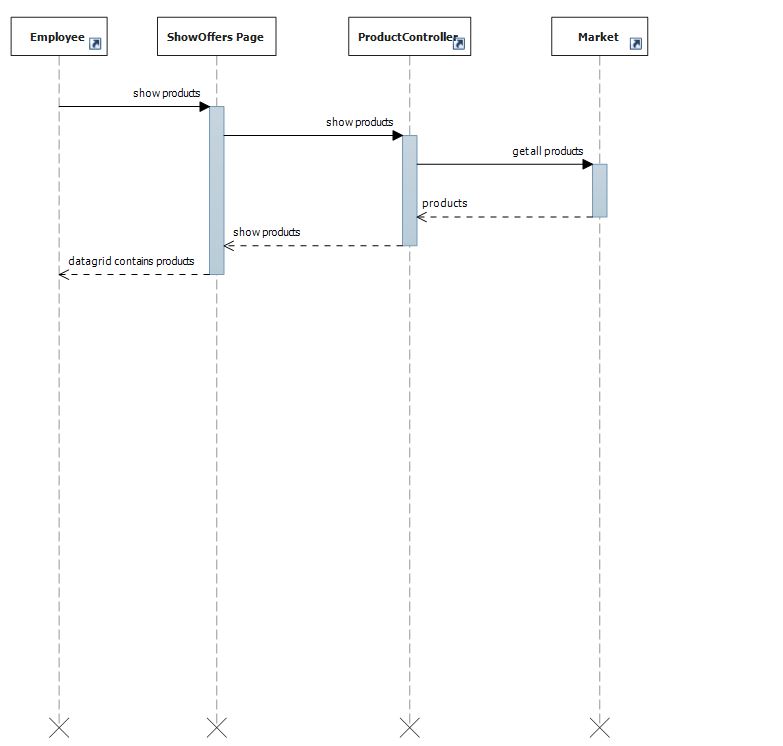 Employee
ShowOffers Page
ProductController
Market
show products
show products
get all products
products
show products
datagrid contains products